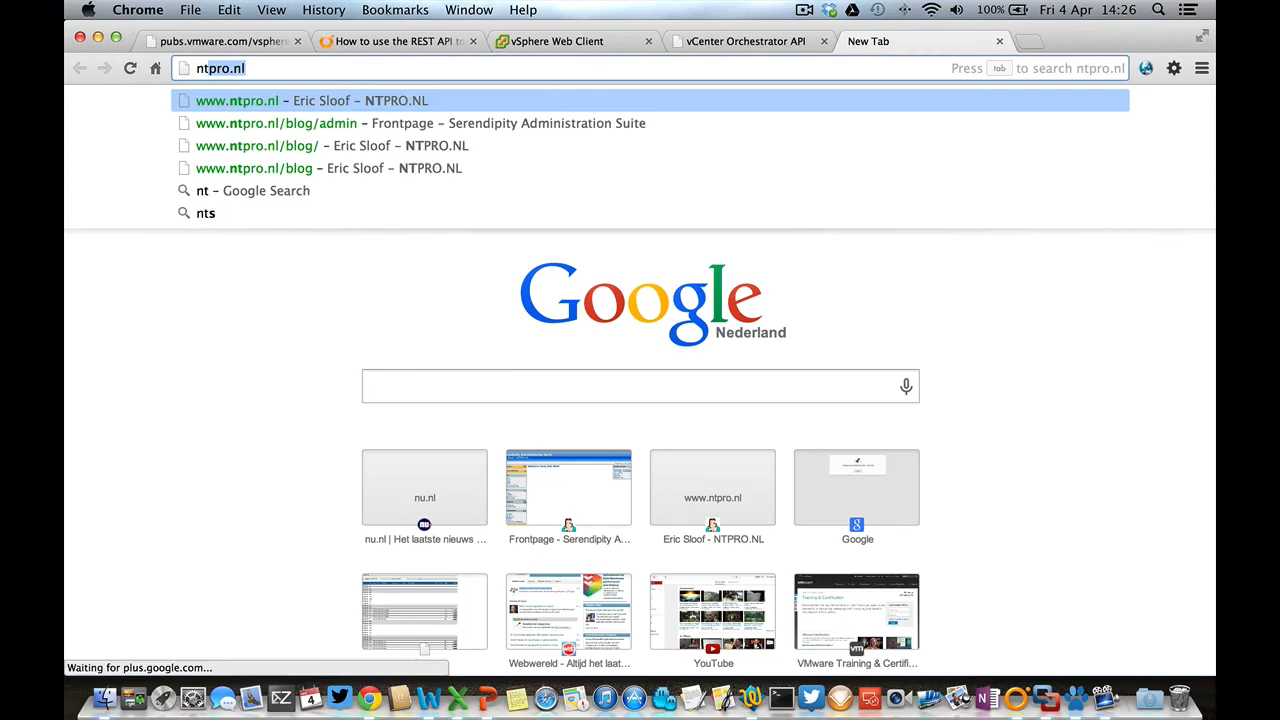 Chrome File Edit View History Bookmarks Window Help 100% Fri 4 Apr 14:26
pubs.vmware.com/vsphere How to use the REST API to vSphere Web Client vCenter Orchestrator API New Tab
ntpro.nl Press tab to search ntpro.nl
www.ntpro.nl – Eric Sloof – NTPRO.NL
www.ntpro.nl/blog/admin – Frontpage – Serendipity Administration Suite
www.ntpro.nl/blog/ – Eric Sloof – NTPRO.NL
www.ntpro.nl/blog – Eric Sloof – NTPRO.NL
nt – Google Search
nts
Google
Nederland
nu.nl www.ntpro.nl
nu.nl | Het laatste nieuws ... Frontpage - Serendipity A... Eric Sloof - NTPRO.NL Google
Webwereld - Altijd het laat... YouTube VMware Training & Certifi...
Waiting for plus.google.com...